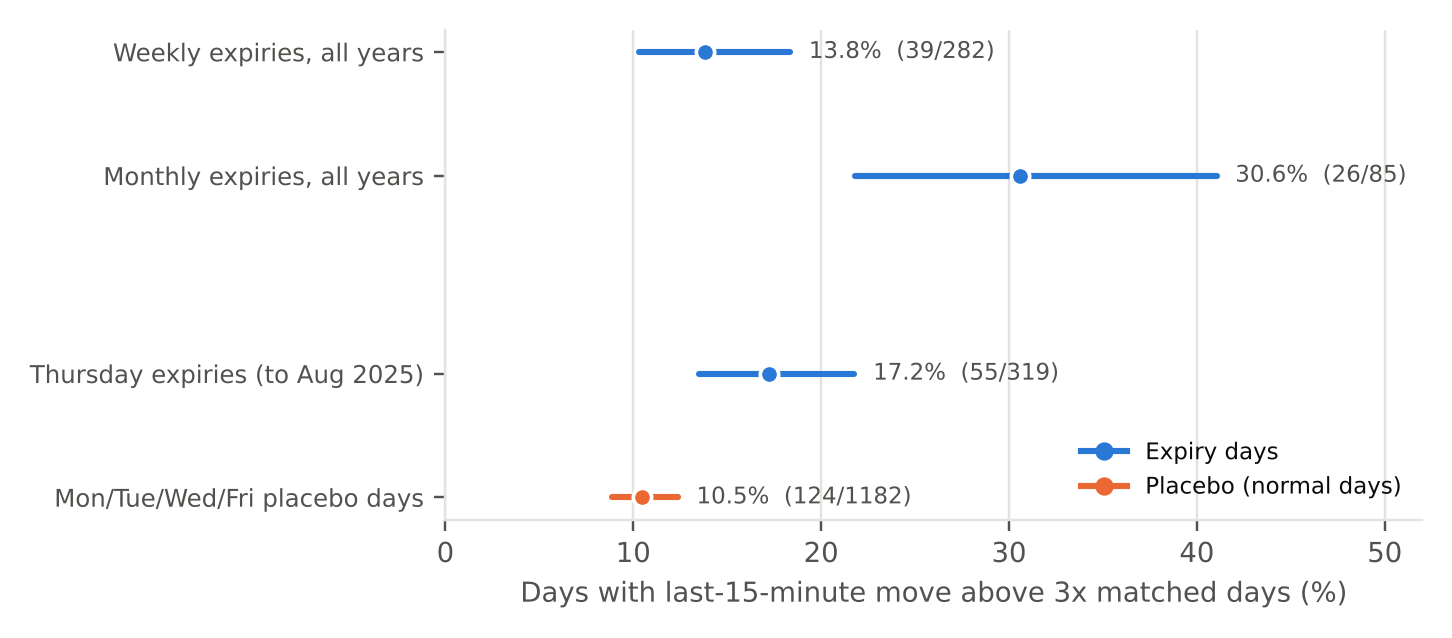 Weekly expiries, all years
13.8% (39/282)
Monthly expiries, all years
30.6% (26/85)
Thursday expiries (to Aug 2025)
17.2% (55/319)
Expiry days
Placebo (normal days)
Mon/Tue/Wed/Fri placebo days
10.5% (124/1182)
0 10 20 30 40 50
Days with last-15-minute move above 3x matched days (%)